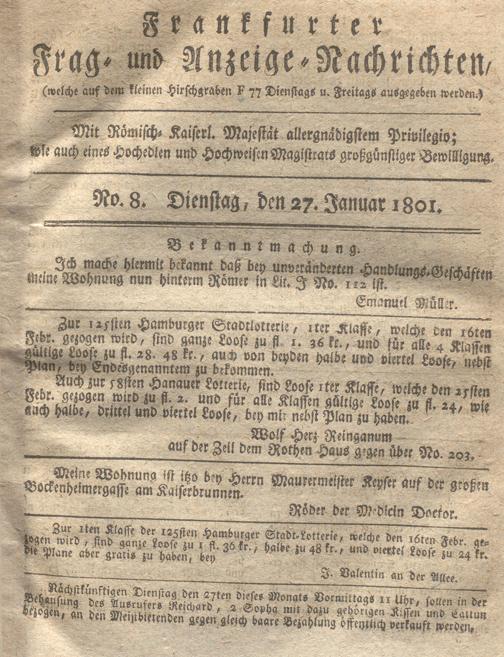 Frankfurter
Frag- und Anzeige-Nachrichten,
(welche auf dem kleinen Hirschgraben F 77 Dienstags u. Freitags ausgegeben werden.)
Mit Römisch-Kaiserl. Majestät allergnädigstem Privilegio;
wie auch eines Hochedlen und Hochweisen Magistrats großgünstiger Bewilligung.
No. 8. Dienstag, den 27. Januar 1801.
Bekanntmachung.
Ich mache hiermit bekannt daß bey unveränderten Handlungs-Geschäften
meine Wohnung nun hinterm Römer in Lit. J No. 112 ist.
Emanuel Müller.
Zur 125sten Hamburger Stadtlotterie, 1ter Klasse, welche den 16ten
Febr. gezogen wird, sind ganze Loose zu fl. 1. 36 kr., und für alle 4 Klassen
gültige Loose zu fl. 28. 48 kr., auch von beyden halbe und viertel Loose, nebst
Plan, bey Endesgenanntem zu bekommen.
Auch zur 58sten Hanauer Lotterie, sind Loose 1ter Klasse, welche den 25sten
Febr. gezogen wird zu fl. 2. und für alle Klassen gültige Loose zu fl. 24, wie
auch halbe, drittel und viertel Loose, bey mir nebst Plan zu haben.
Wolf Herz Reinganum
auf der Zeil dem Rothen Haus gegen über No. 203.
Meine Wohnung ist itzo bey Herrn Maurermeister Keyser auf der großen
Bockenheimergasse am Kaiserbrunnen.
Röder der Medicin Doctor.
Zur 1ten Klasse der 125sten Hamburger Stadt-Lotterie, welche den 16ten Febr. ge-
zogen wird, sind ganze Loose zu 1 fl. 36 kr., halbe zu 48 kr., und viertel Loose zu 24 kr.
die Plane aber gratis zu haben, bey
J. Valentin an der Allee.
Nächstkünftigen Dienstag den 27ten dieses Monats Vormittags 11 Uhr, sollen in der
Behausung des Ausrufers Reichard, 2 Sopha mit dazu gehörigen Kissen und Cattun
bezogen, an den Meistbietenden gegen gleich baare Bezahlung öffentlich verkauft werden.